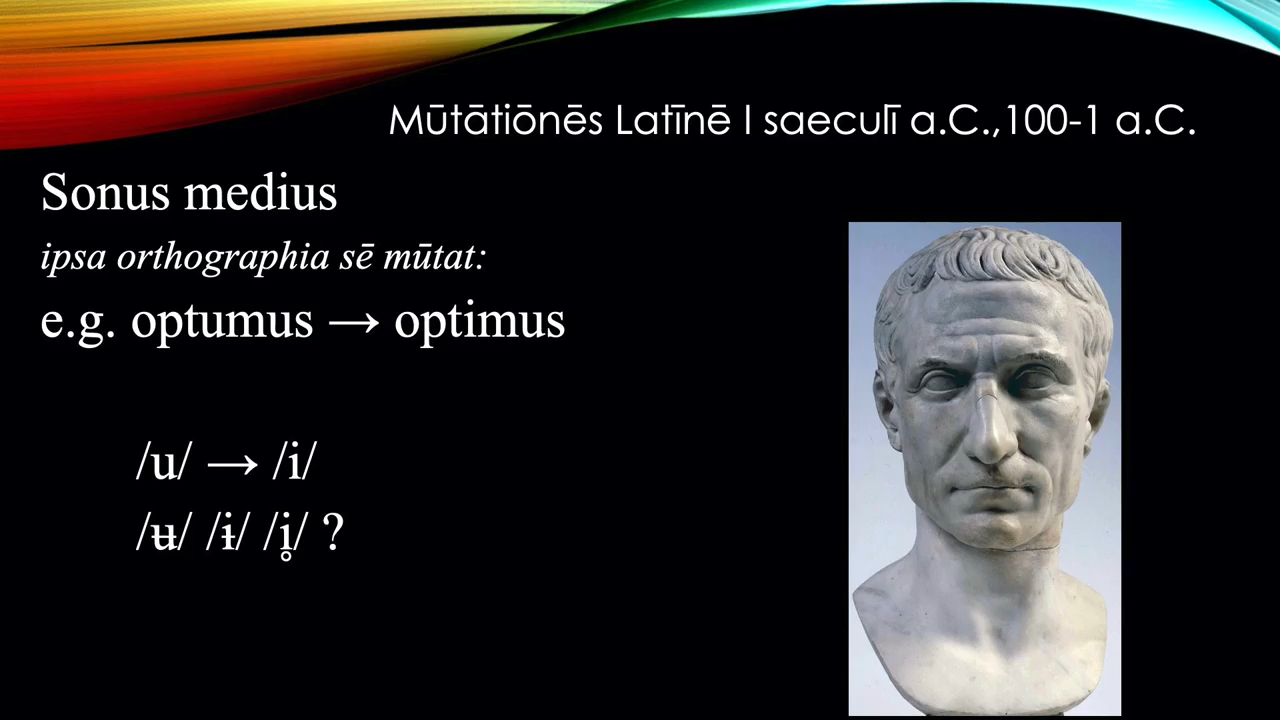 Mūtātiōnēs Latīnē I saeculī a.C.,100-1 a.C.
Sonus medius
ipsa orthographia sē mūtat:
e.g. optumus → optimus
/u/ → /i/
/ʉ/ /ɨ/ /i̥/ ?